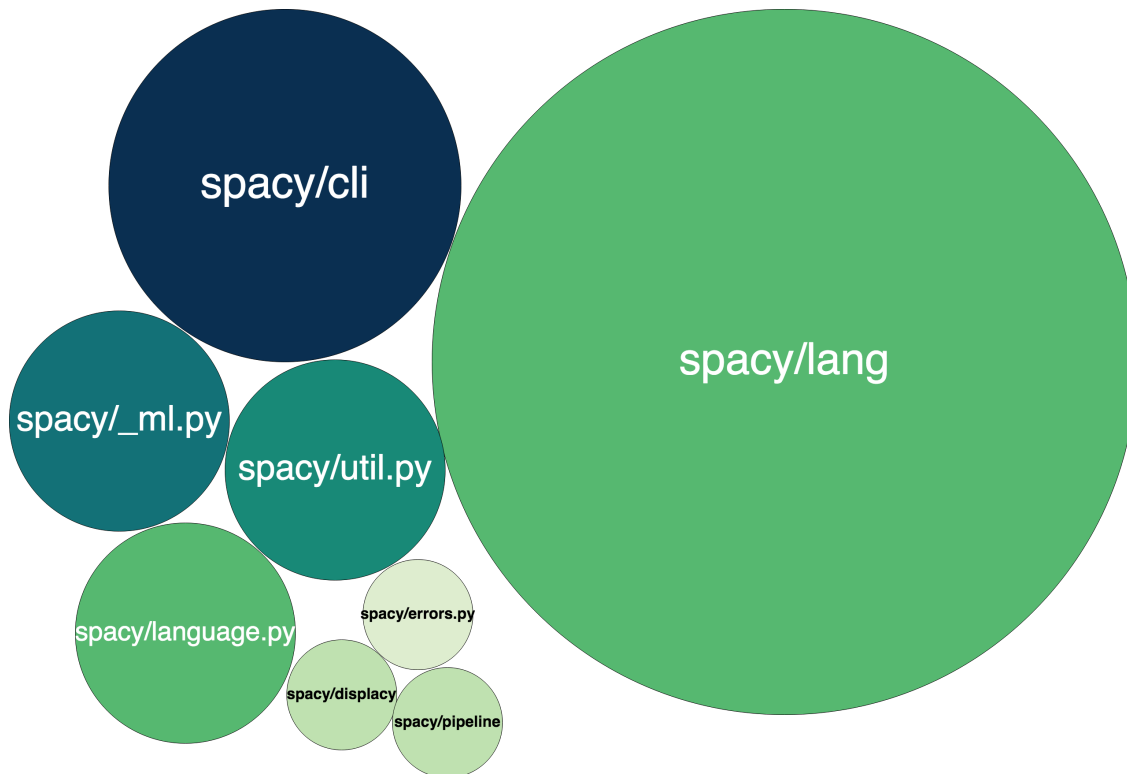 spacy/cli
spacy/lang
spacy/_ml.py
spacy/util.py
spacy/language.py
spacy/errors.py
spacy/displacy
spacy/pipeline